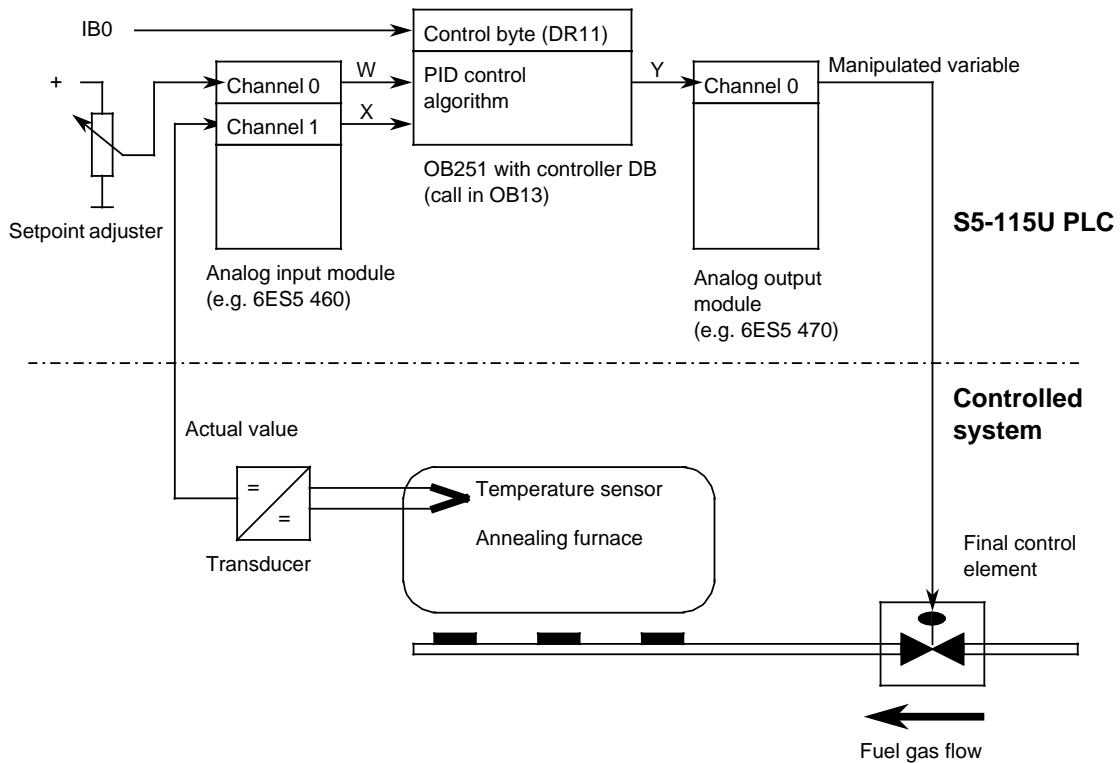 IB0
Control byte (DR11)
+
Channel 0
W
PID control
algorithm
Y
Channel 0
Manipulated variable
Channel 1
X
OB251 with controller DB
(call in OB13)
Setpoint adjuster
S5-115U PLC
Analog input module
(e.g. 6ES5 460)
Analog output
module
(e.g. 6ES5 470)
Controlled
system
Actual value
=
=
Temperature sensor
Annealing furnace
Transducer
Final control
element
Fuel gas flow